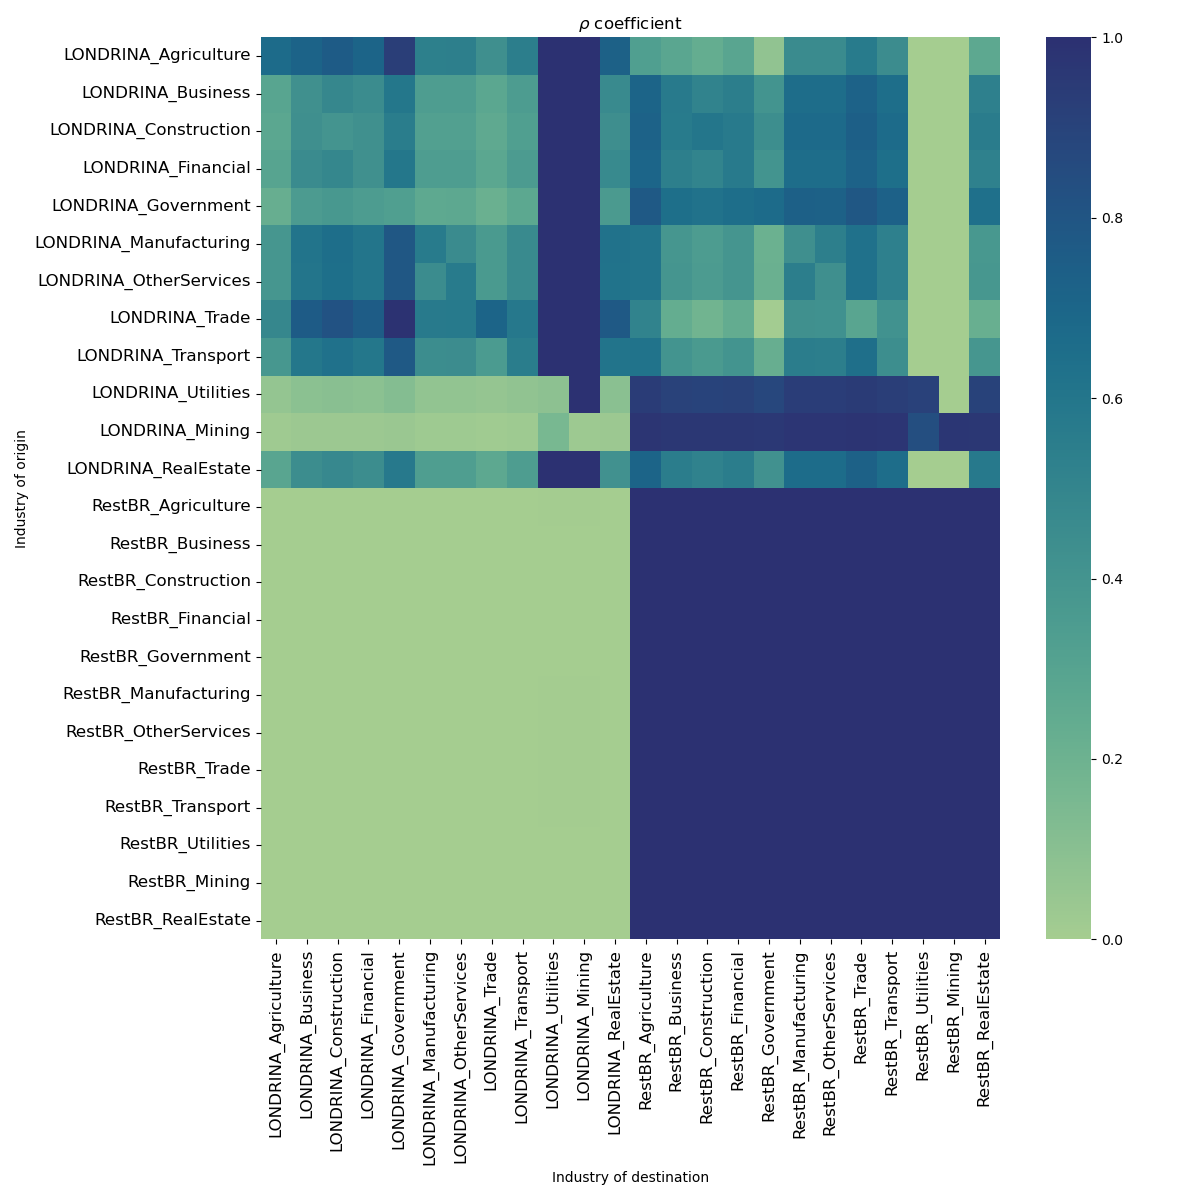 ρ coefficient
Industry of origin
LONDRINA_Agriculture
LONDRINA_Business
LONDRINA_Construction
LONDRINA_Financial
LONDRINA_Government
LONDRINA_Manufacturing
LONDRINA_OtherServices
LONDRINA_Trade
LONDRINA_Transport
LONDRINA_Utilities
LONDRINA_Mining
LONDRINA_RealEstate
RestBR_Agriculture
RestBR_Business
RestBR_Construction
RestBR_Financial
RestBR_Government
RestBR_Manufacturing
RestBR_OtherServices
RestBR_Trade
RestBR_Transport
RestBR_Utilities
RestBR_Mining
RestBR_RealEstate
LONDRINA_Agriculture
LONDRINA_Business
LONDRINA_Construction
LONDRINA_Financial
LONDRINA_Government
LONDRINA_Manufacturing
LONDRINA_OtherServices
LONDRINA_Trade
LONDRINA_Transport
LONDRINA_Utilities
LONDRINA_Mining
LONDRINA_RealEstate
RestBR_Agriculture
RestBR_Business
RestBR_Construction
RestBR_Financial
RestBR_Government
RestBR_Manufacturing
RestBR_OtherServices
RestBR_Trade
RestBR_Transport
RestBR_Utilities
RestBR_Mining
RestBR_RealEstate
Industry of destination
1.0
0.8
0.6
0.4
0.2
0.0